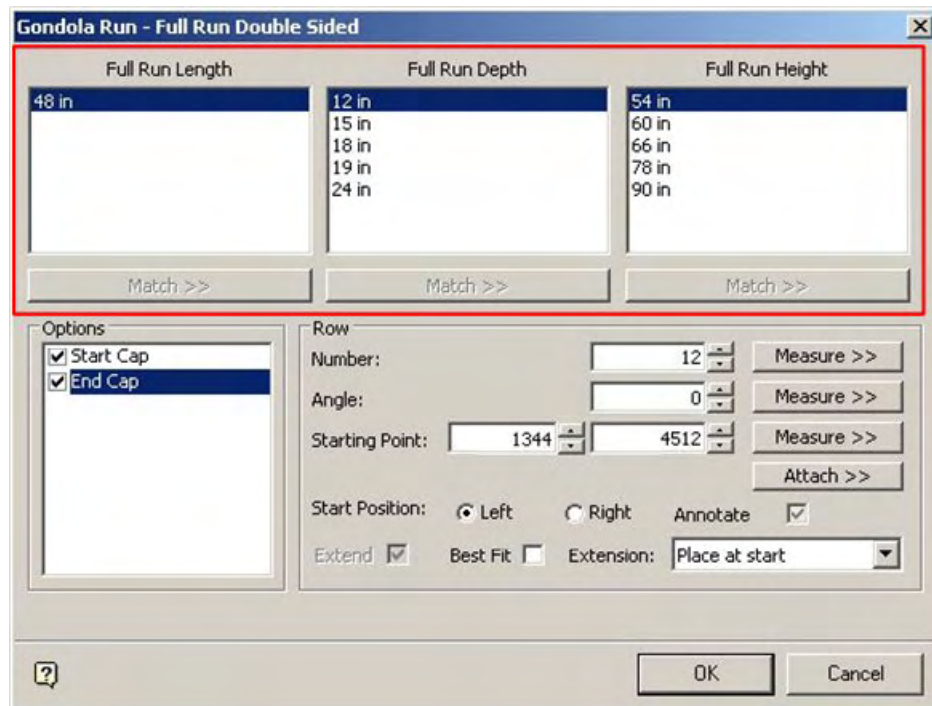 Gondola Run - Full Run Double Sided
Full Run Length
Full Run Depth
Full Run Height
48 in
12 in
15 in
18 in
19 in
24 in
54 in
60 in
66 in
78 in
90 in
Match >>
Match >>
Match >>
Options
Start Cap
End Cap
Row
Number:
12
Measure >>
Angle:
0
Measure >>
Starting Point:
1344
4512
Measure >>
Attach >>
Start Position:
Left
Right
Annotate
Extend
Best Fit
Extension:
Place at start
?
OK
Cancel